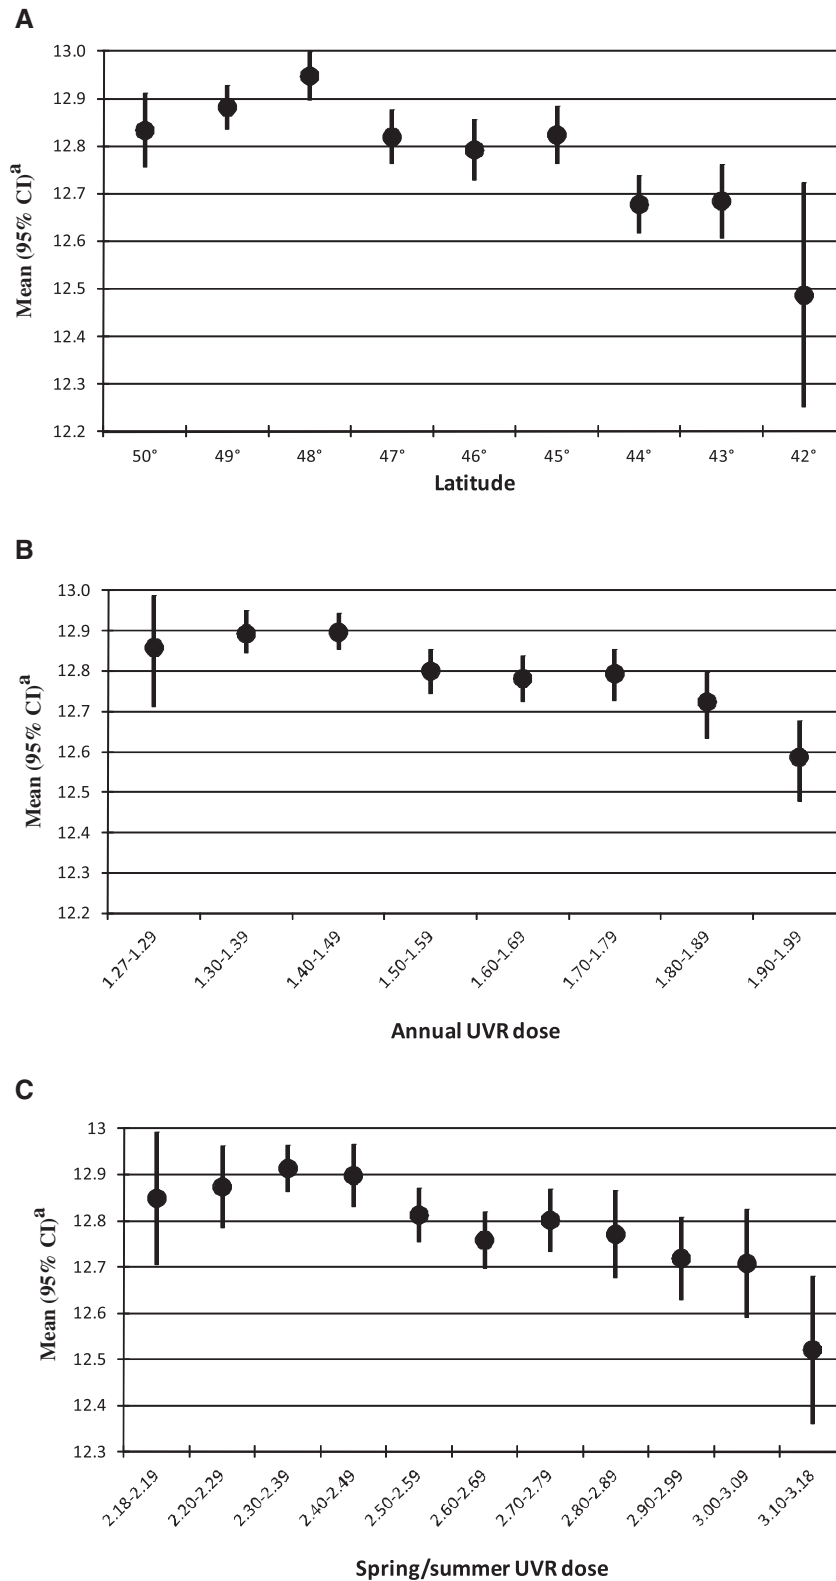 A
Mean (95% CI)a
13.0
12.9
12.8
12.7
12.6
12.5
12.4
12.3
12.2
50° 49° 48° 47° 46° 45° 44° 43° 42°
Latitude
B
Mean (95% CI)a
13.0
12.9
12.8
12.7
12.6
12.5
12.4
12.3
12.2
1.27-1.29 1.30-1.39 1.40-1.49 1.50-1.59 1.60-1.69 1.70-1.79 1.80-1.89 1.90-1.99
Annual UVR dose
C
Mean (95% CI)a
13
12.9
12.8
12.7
12.6
12.5
12.4
12.3
2.18-2.19 2.20-2.29 2.30-2.39 2.40-2.49 2.50-2.59 2.60-2.69 2.70-2.79 2.80-2.89 2.90-2.99 3.00-3.09 3.10-3.18
Spring/summer UVR dose